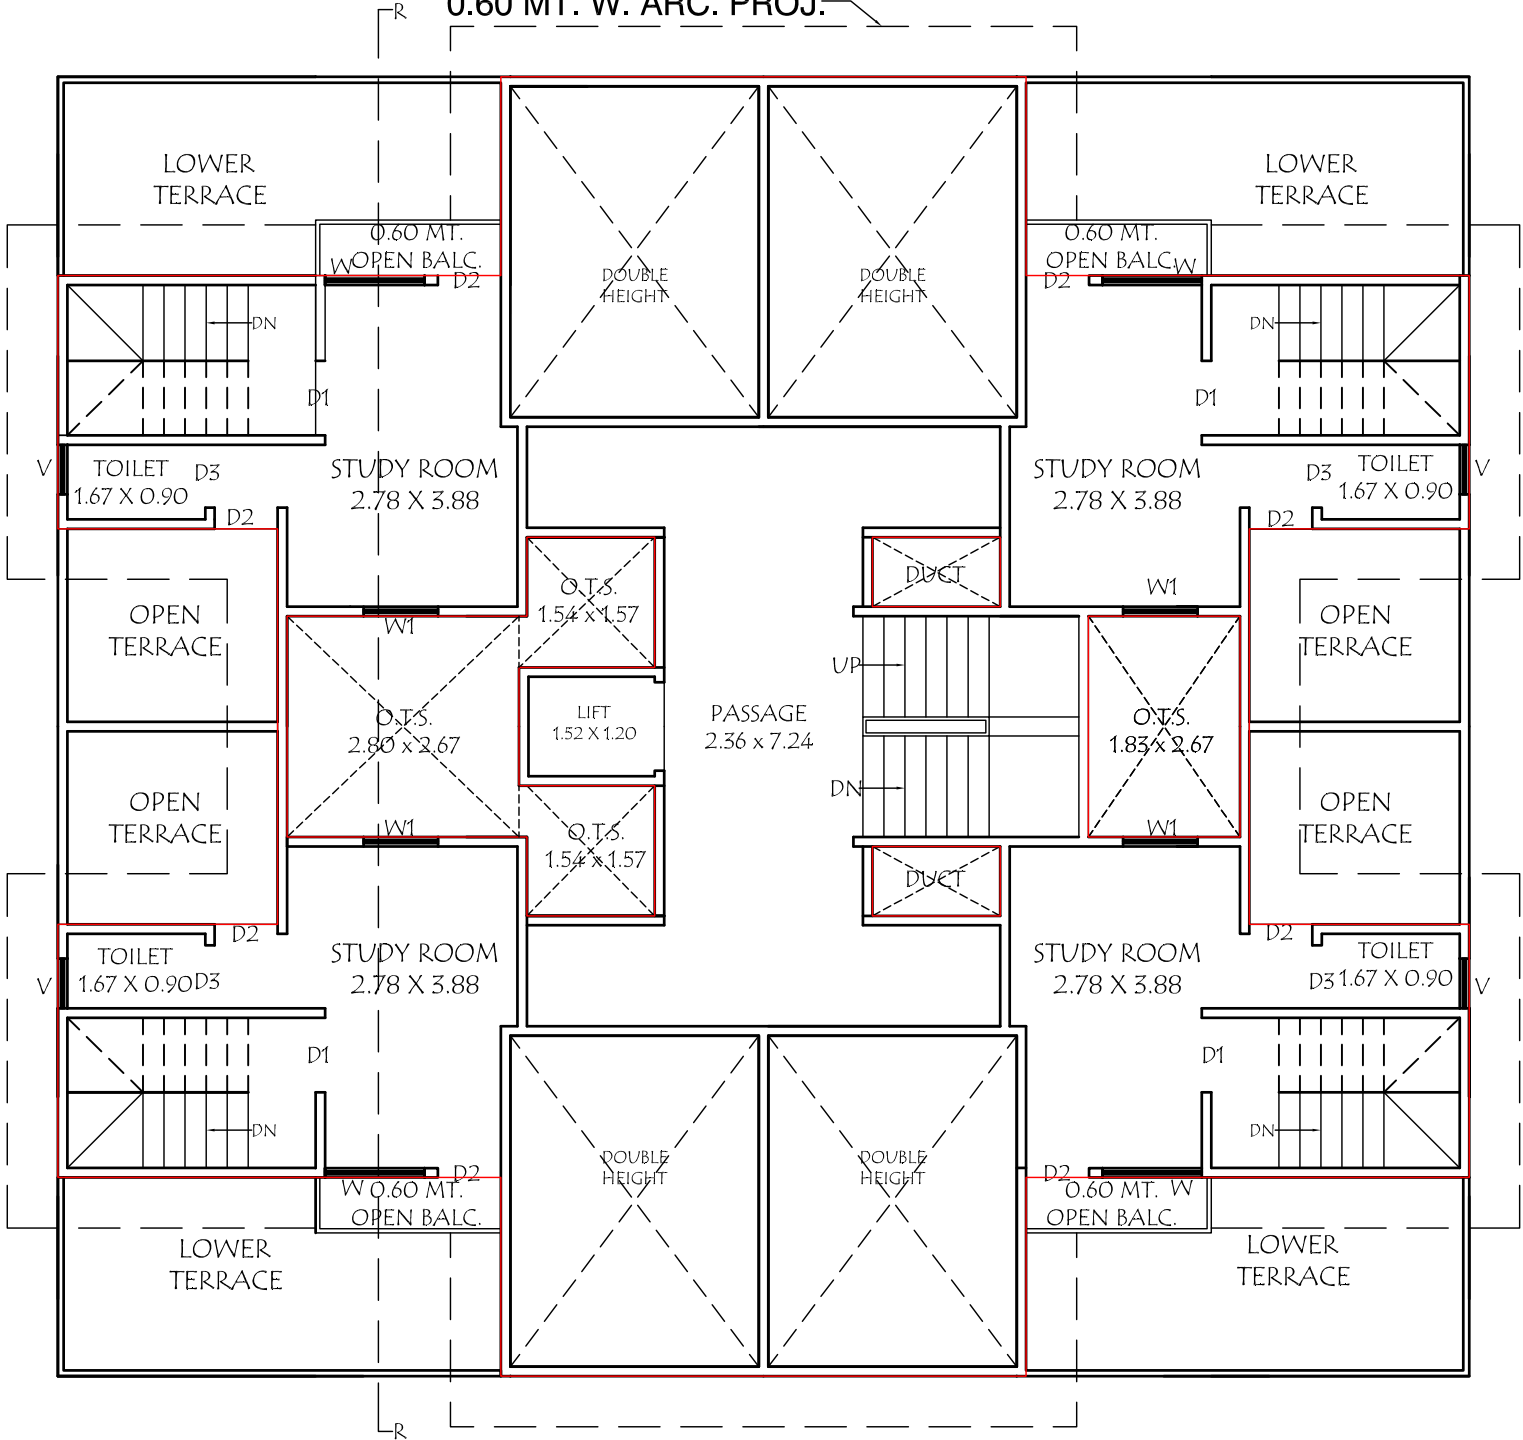 R
0.60 MT. W. ARC. PROJ.
LOWER
TERRACE
LOWER
TERRACE
0.60 MT.
OPEN BALC.
W
D2
DOUBLE
HEIGHT
DOUBLE
HEIGHT
0.60 MT.
OPEN BALC.
D2
W
DN
DN
D1
D1
V
TOILET
1.67 X 0.90
D3
STUDY ROOM
2.78 X 3.88
STUDY ROOM
2.78 X 3.88
D3
TOILET
1.67 X 0.90
V
D2
D2
O.T.S.
1.54 x 1.57
DUCT
W1
W1
OPEN
TERRACE
OPEN
TERRACE
UP
O.T.S.
2.80 x 2.67
LIFT
1.52 X 1.20
PASSAGE
2.36 x 7.24
O.T.S.
1.83 x 2.67
DN
OPEN
TERRACE
OPEN
TERRACE
W1
W1
O.T.S.
1.54 x 1.57
DUCT
D2
D2
TOILET
1.67 X 0.90
D3
V
STUDY ROOM
2.78 X 3.88
STUDY ROOM
2.78 X 3.88
TOILET
D3 1.67 X 0.90
V
D1
D1
DN
DN
D2
W 0.60 MT.
OPEN BALC.
DOUBLE
HEIGHT
DOUBLE
HEIGHT
D2
0.60 MT. W
OPEN BALC.
LOWER
TERRACE
LOWER
TERRACE
R